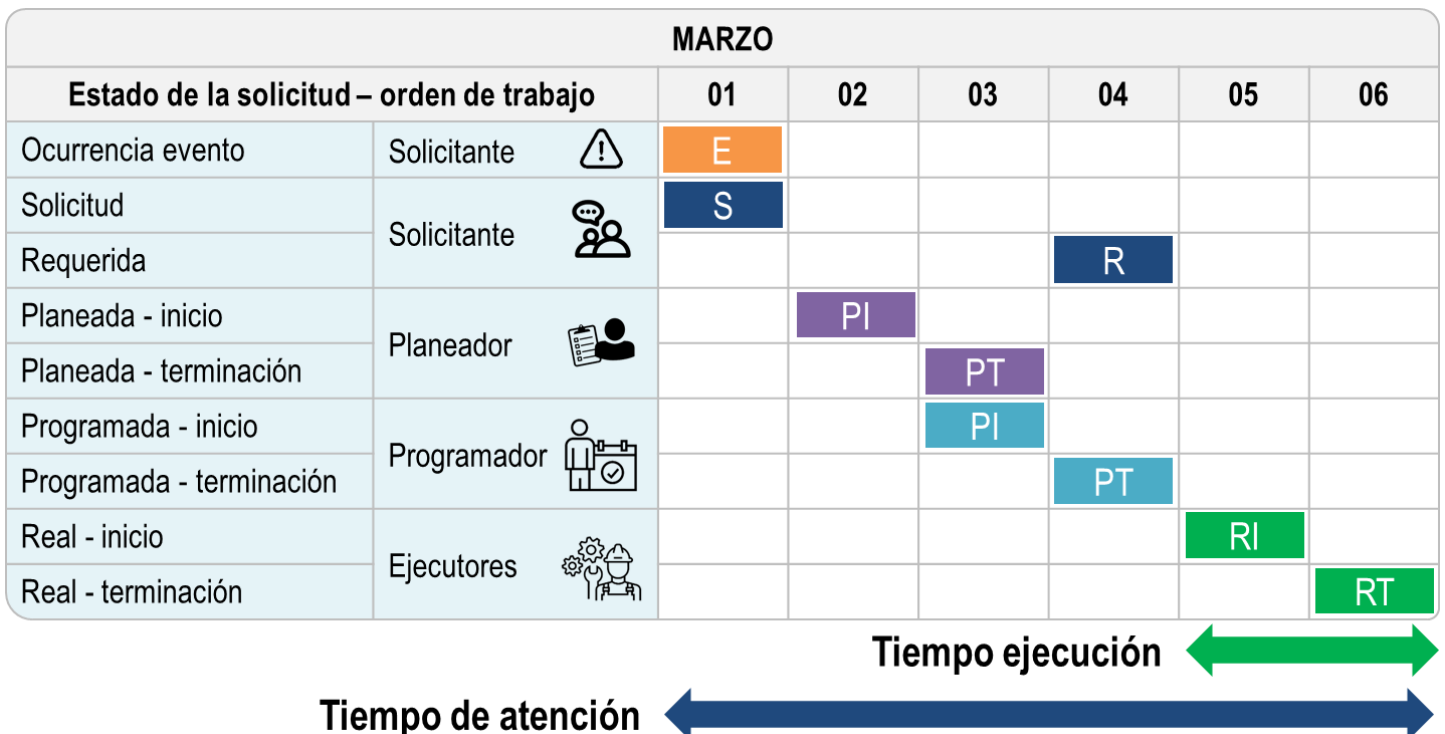 MARZO
Estado de la solicitud – orden de trabajo 01 02 03 04 05 06
Ocurrencia evento Solicitante E
Solicitud Solicitante S
Requerida R
Planeada - inicio Planeador PI
Planeada - terminación PT
Programada - inicio Programador PI
Programada - terminación PT
Real - inicio Ejecutores RI
Real - terminación RT
Tiempo ejecución
Tiempo de atención